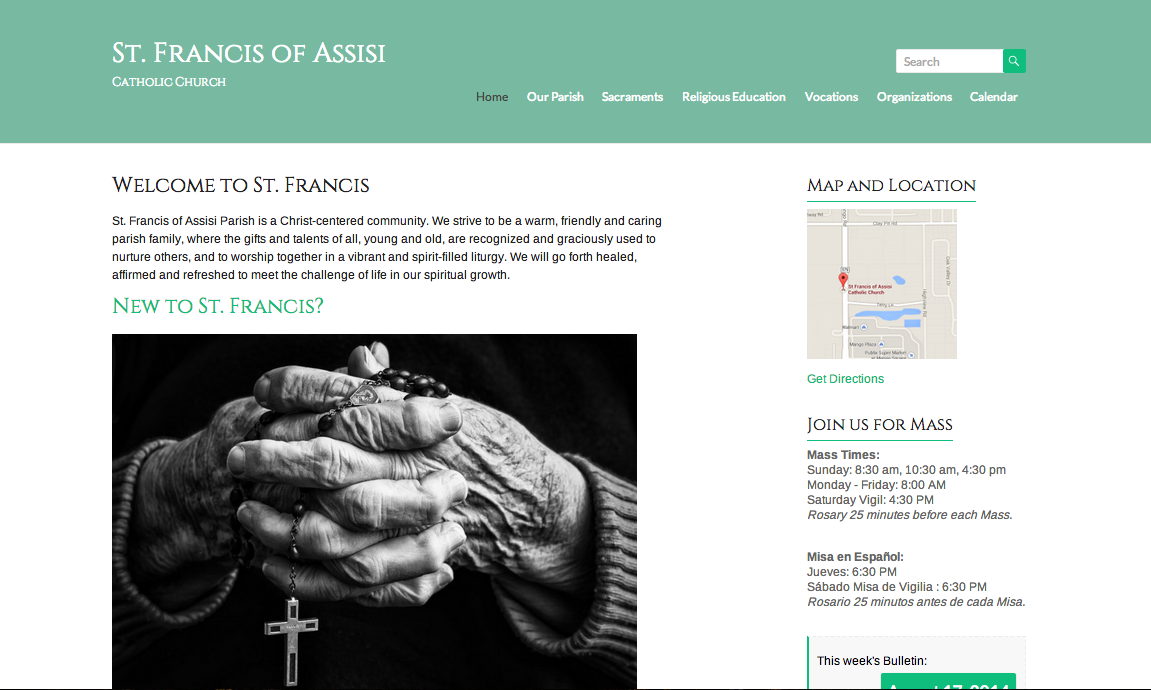 St. Francis of Assisi
Catholic Church
Search
Home Our Parish Sacraments Religious Education Vocations Organizations Calendar
Welcome to St. Francis
St. Francis of Assisi Parish is a Christ-centered community. We strive to be a warm, friendly and caring
parish family, where the gifts and talents of all, young and old, are recognized and graciously used to
nurture others, and to worship together in a vibrant and spirit-filled liturgy. We will go forth healed,
affirmed and refreshed to meet the challenge of life in our spiritual growth.
New to St. Francis?
Map and Location
Clay Pit Rd
579
St Francis of Assisi
Catholic Church
Highview Rd
Terry Ln
Walmart
Mango Plaza
Publix Super Market
Get Directions
Join us for Mass
Mass Times:
Sunday: 8:30 am, 10:30 am, 4:30 pm
Monday - Friday: 8:00 AM
Saturday Vigil: 4:30 PM
Rosary 25 minutes before each Mass.
Misa en Español:
Jueves: 6:30 PM
Sábado Misa de Vigilia : 6:30 PM
Rosario 25 minutos antes de cada Misa.
This week's Bulletin:
August 17, 2014